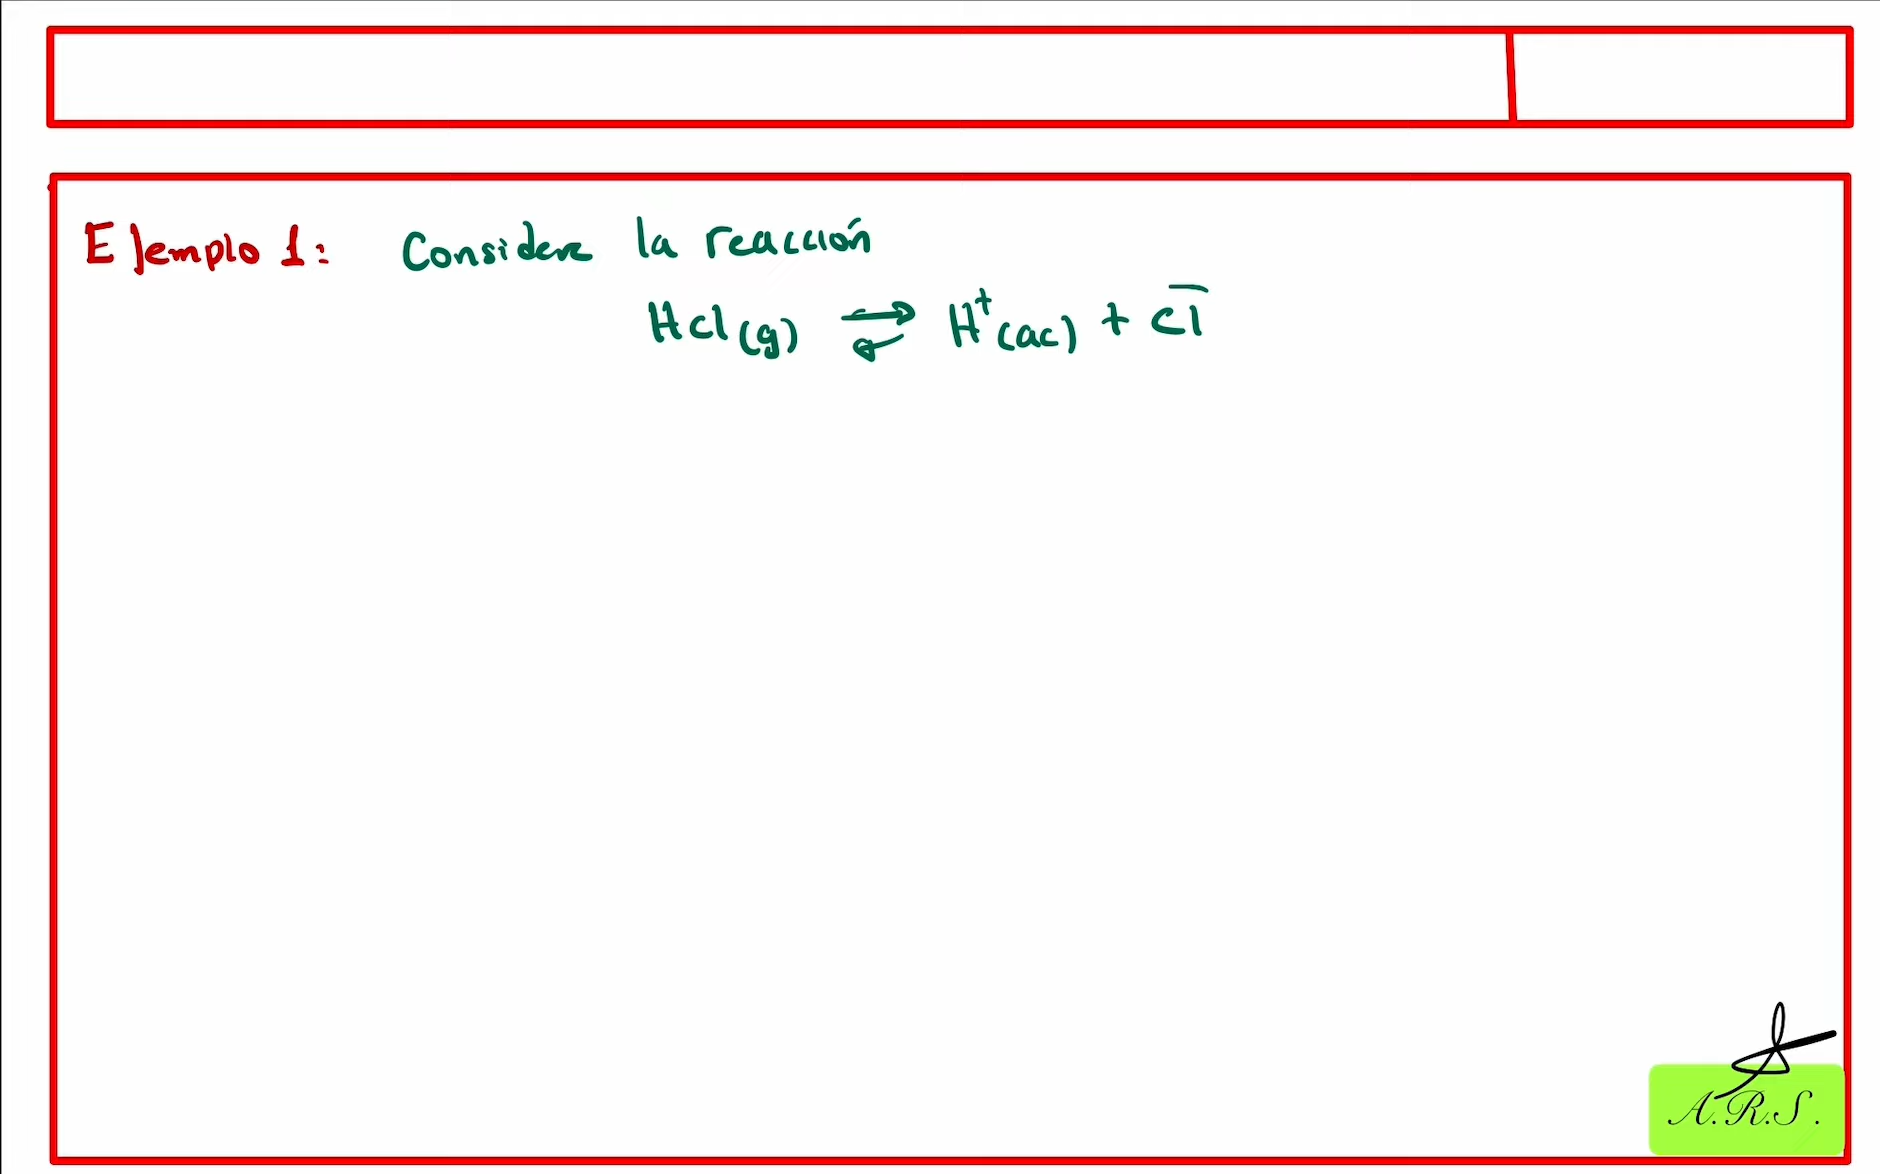 Ejemplo 1: Considere la reacción
HCl(g) ⇌ H⁺(ac) + Cl⁻
A.R.S.